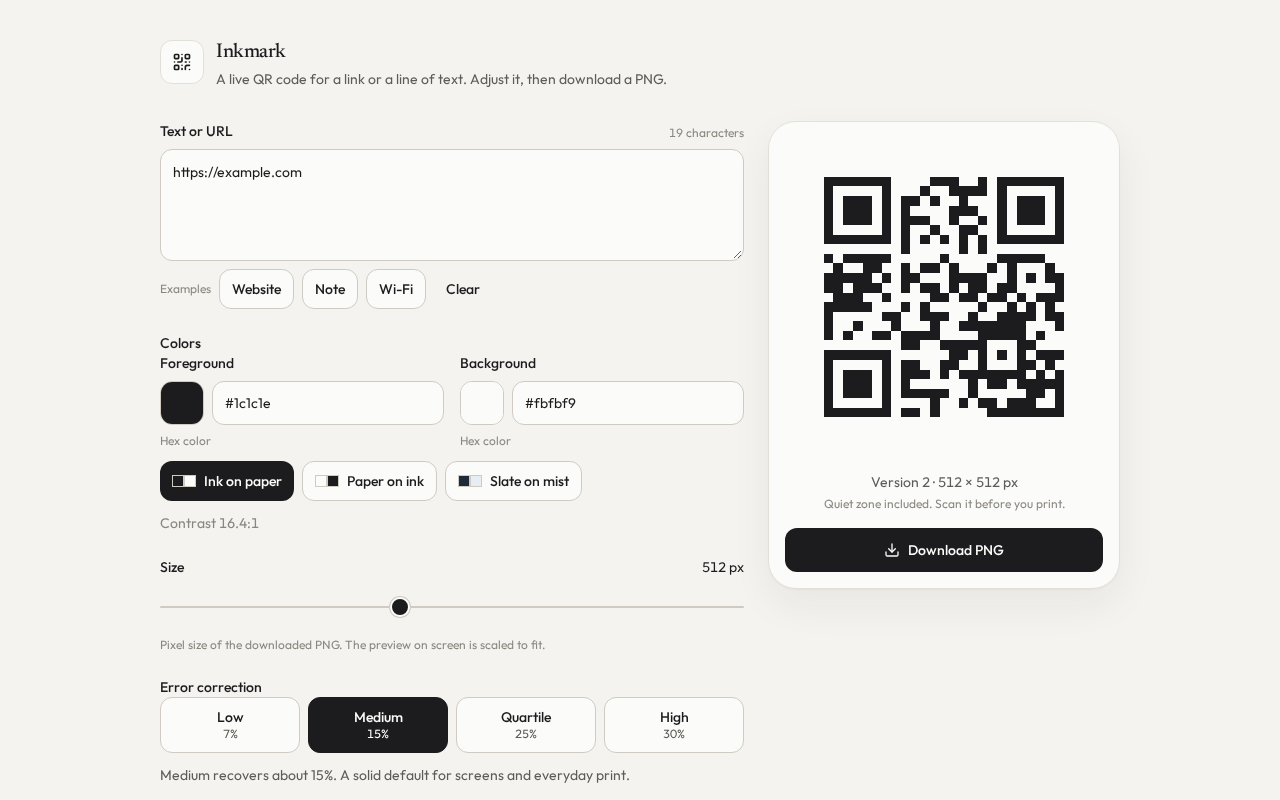 Inkmark
A live QR code for a link or a line of text. Adjust it, then download a PNG.
Text or URL
19 characters
https://example.com
Examples
Website
Note
Wi-Fi
Clear
Colors
Foreground
Background
#1c1c1e
#fbfbf9
Hex color
Hex color
Ink on paper
Paper on ink
Slate on mist
Contrast 16.4:1
Size
512 px
Pixel size of the downloaded PNG. The preview on screen is scaled to fit.
Error correction
Low
7%
Medium
15%
Quartile
25%
High
30%
Medium recovers about 15%. A solid default for screens and everyday print.
Version 2 · 512 × 512 px
Quiet zone included. Scan it before you print.
Download PNG